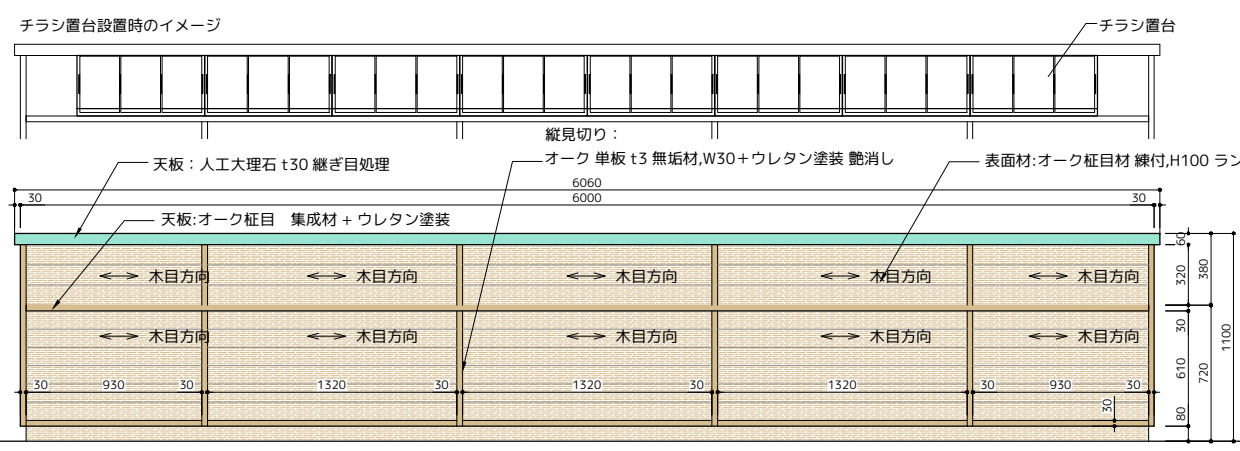 チラシ置台設置時のイメージ
チラシ置台
縦見切り：
オーク 単板 t3 無垢材,W30＋ウレタン塗装 艶消し
天板：人工大理石 t30 継ぎ目処理
表面材:オーク柾目材 練付,H100 ラン
6060
30 6000 30
天板:オーク柾目　集成材 + ウレタン塗装
木目方向 木目方向 木目方向 木目方向 木目方向
木目方向 木目方向 木目方向 木目方向 木目方向
30 930 30 1320 30 1320 30 1320 30 930 30
30
60
320
30
610
80
380
720
1100